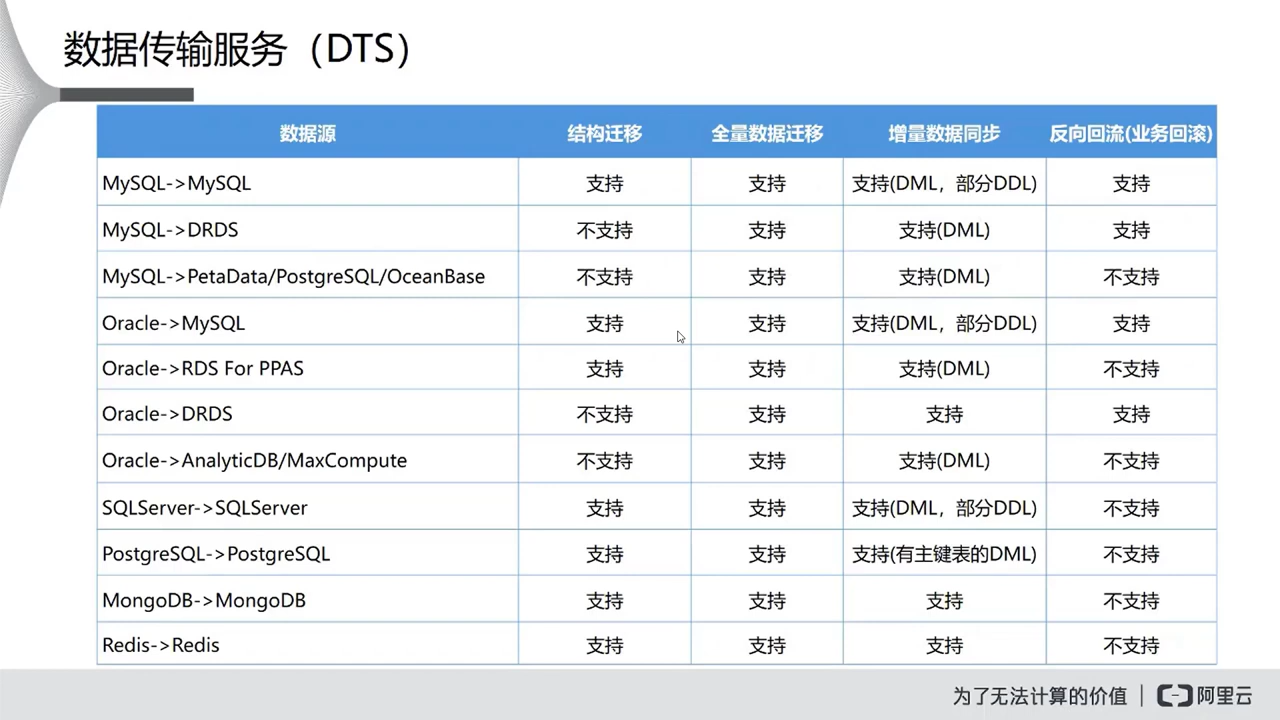 数据传输服务（DTS）
数据源 结构迁移 全量数据迁移 增量数据同步 反向回流(业务回滚)
MySQL->MySQL 支持 支持 支持(DML，部分DDL) 支持
MySQL->DRDS 不支持 支持 支持(DML) 支持
MySQL->PetaData/PostgreSQL/OceanBase 不支持 支持 支持(DML) 不支持
Oracle->MySQL 支持 支持 支持(DML，部分DDL) 支持
Oracle->RDS For PPAS 支持 支持 支持(DML) 不支持
Oracle->DRDS 不支持 支持 支持 支持
Oracle->AnalyticDB/MaxCompute 不支持 支持 支持(DML) 不支持
SQLServer->SQLServer 支持 支持 支持(DML，部分DDL) 不支持
PostgreSQL->PostgreSQL 支持 支持 支持(有主键表的DML) 不支持
MongoDB->MongoDB 支持 支持 支持 不支持
Redis->Redis 支持 支持 支持 不支持
为了无法计算的价值 | 阿里云